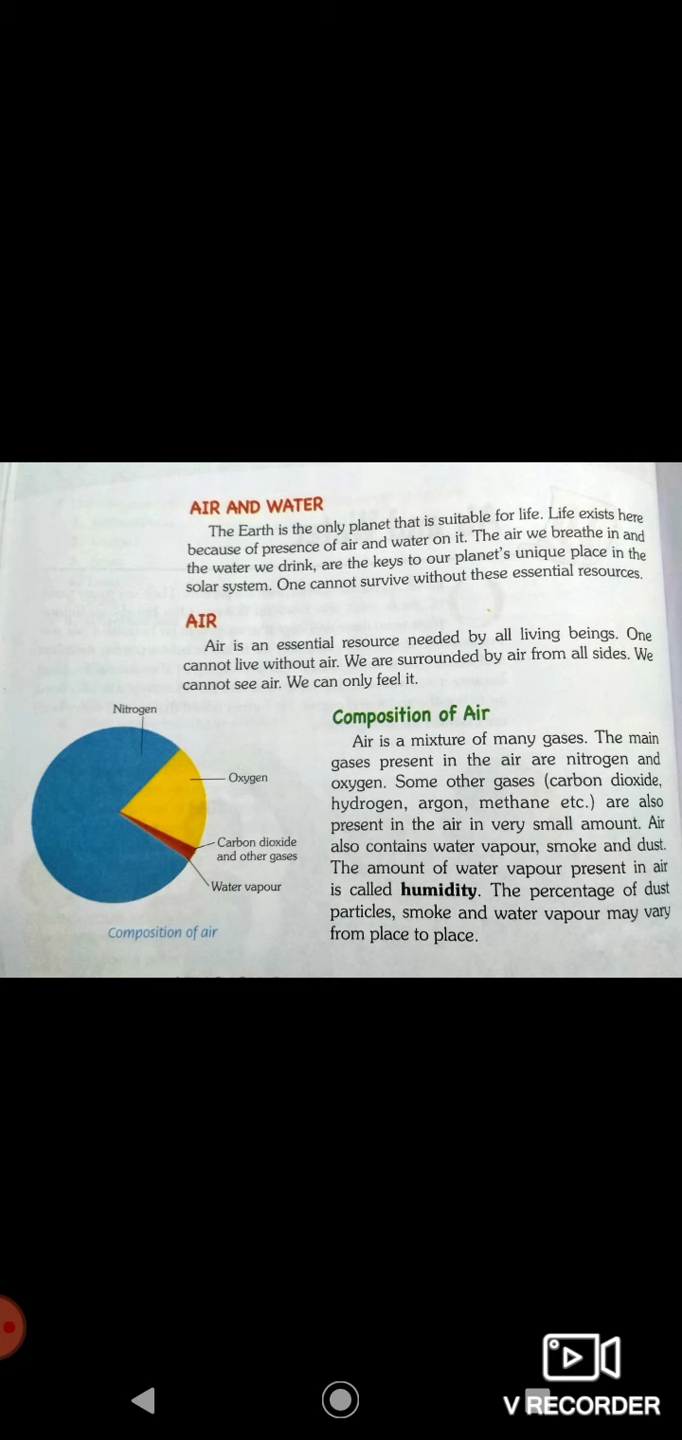 AIR AND WATER
The Earth is the only planet that is suitable for life. Life exists here
because of presence of air and water on it. The air we breathe in and
the water we drink, are the keys to our planet's unique place in the
solar system. One cannot survive without these essential resources.
AIR
Air is an essential resource needed by all living beings. One
cannot live without air. We are surrounded by air from all sides. We
cannot see air. We can only feel it.
Nitrogen
Oxygen
Carbon dioxide
and other gases
Water vapour
Composition of air
Composition of Air
Air is a mixture of many gases. The main
gases present in the air are nitrogen and
oxygen. Some other gases (carbon dioxide,
hydrogen, argon, methane etc.) are also
present in the air in very small amount. Air
also contains water vapour, smoke and dust.
The amount of water vapour present in air
is called humidity. The percentage of dust
particles, smoke and water vapour may vary
from place to place.
V RECORDER